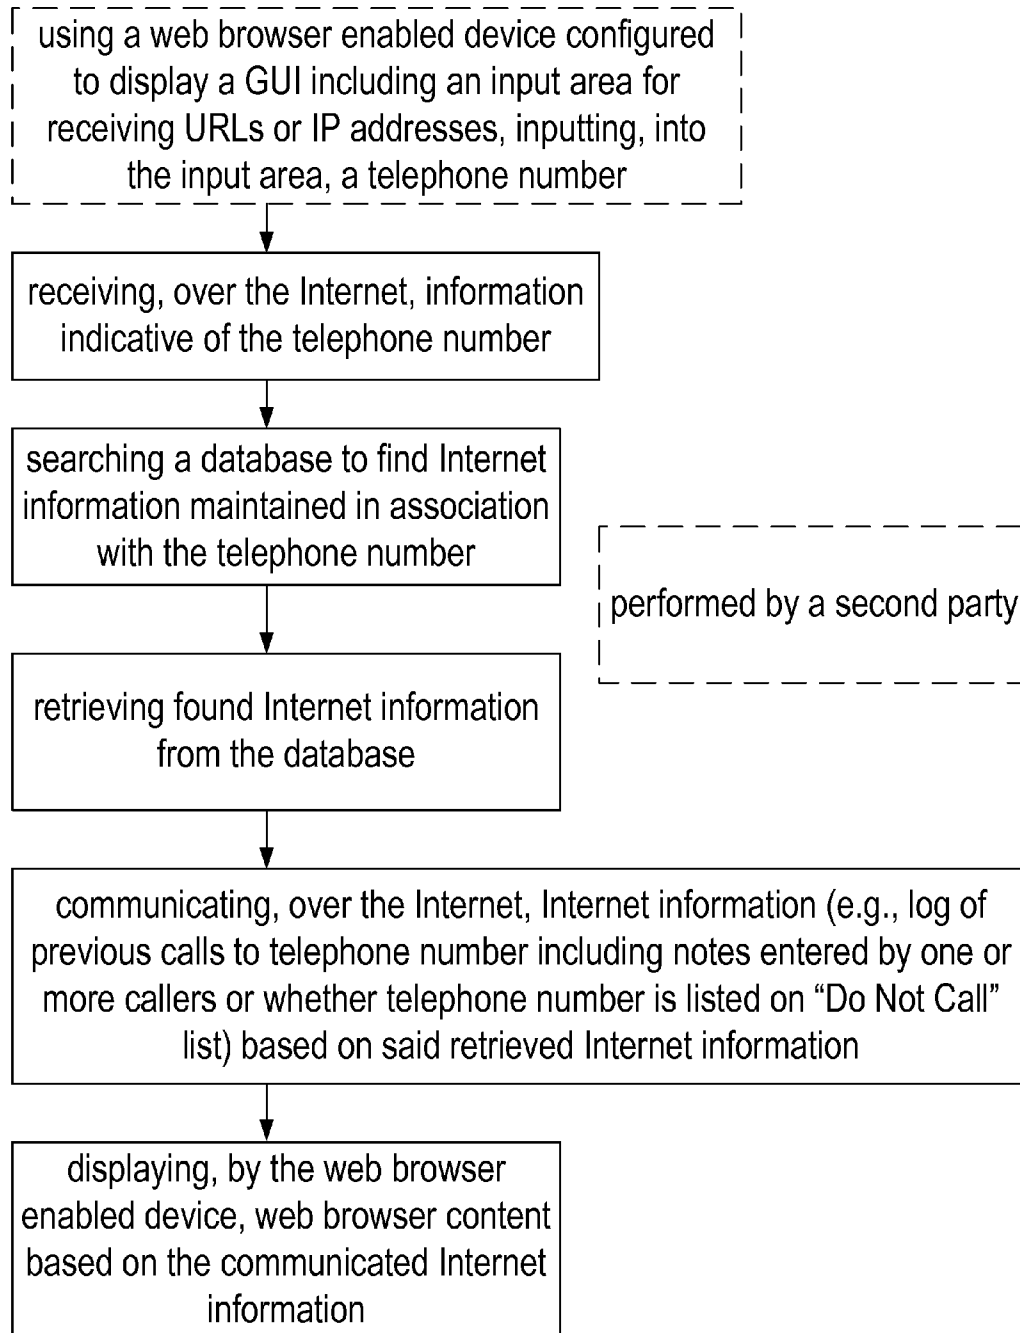 using a web browser enabled device configured
to display a GUI including an input area for
receiving URLs or IP addresses, inputting, into
the input area, a telephone number
receiving, over the Internet, information
indicative of the telephone number
searching a database to find Internet
information maintained in association
with the telephone number
performed by a second party
retrieving found Internet information
from the database
communicating, over the Internet, Internet information (e.g., log of
previous calls to telephone number including notes entered by one or
more callers or whether telephone number is listed on “Do Not Call”
list) based on said retrieved Internet information
displaying, by the web browser
enabled device, web browser content
based on the communicated Internet
information